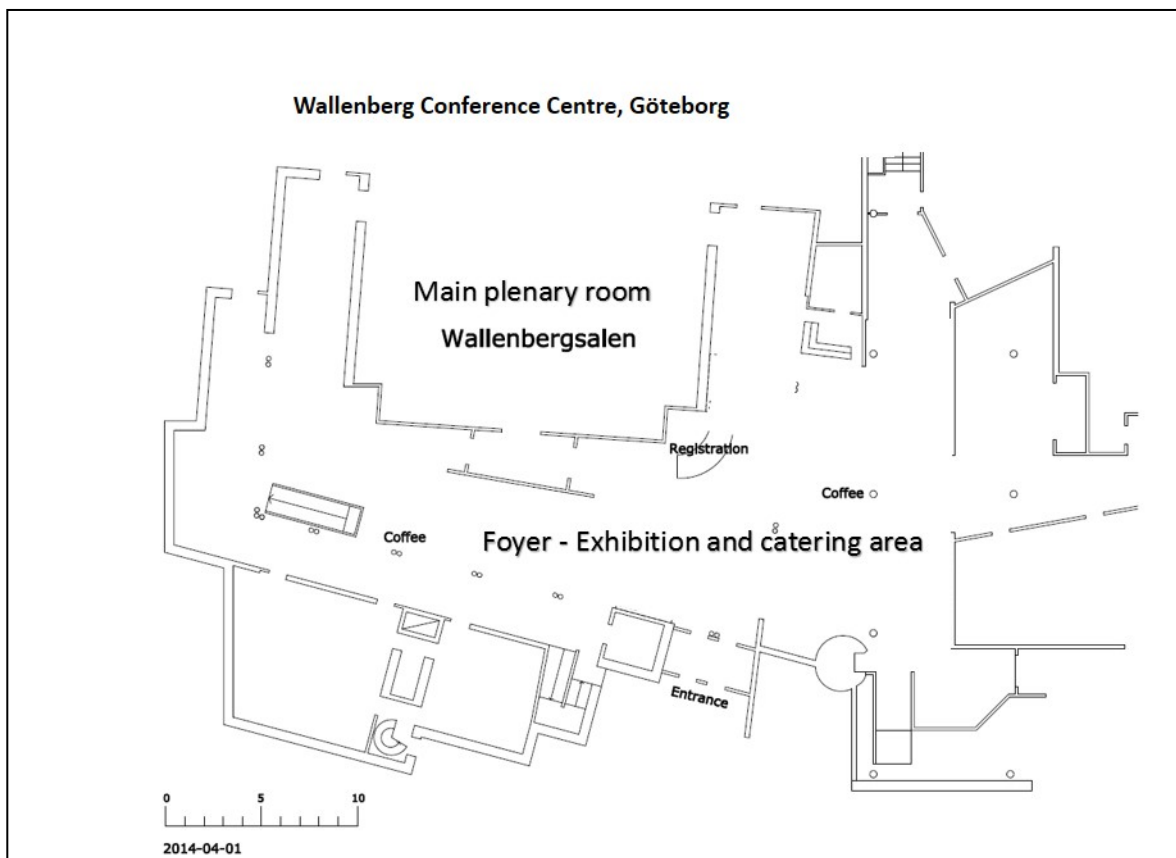 Wallenberg Conference Centre, Göteborg
Main plenary room
Wallenbergsalen
Registration
Coffee
Coffee
Foyer - Exhibition and catering area
Entrance
0 5 10
2014-04-01